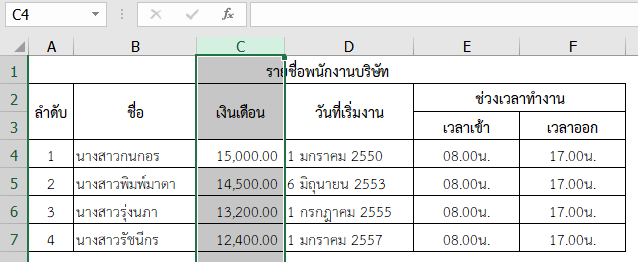 C4 fx
A B C D E F
1 รายชื่อพนักงานบริษัท
2 ลำดับ ชื่อ เงินเดือน วันที่เริ่มงาน ช่วงเวลาทำงาน
3 เวลาเข้า เวลาออก
4 1 นางสาวกนกอร 15,000.00 1 มกราคม 2550 08.00น. 17.00น.
5 2 นางสาวพิมพ์มาดา 14,500.00 6 มิถุนายน 2553 08.00น. 17.00น.
6 3 นางสาวรุ่งนภา 13,200.00 1 กรกฎาคม 2555 08.00น. 17.00น.
7 4 นางสาวรัชนีกร 12,400.00 1 มกราคม 2557 08.00น. 17.00น.